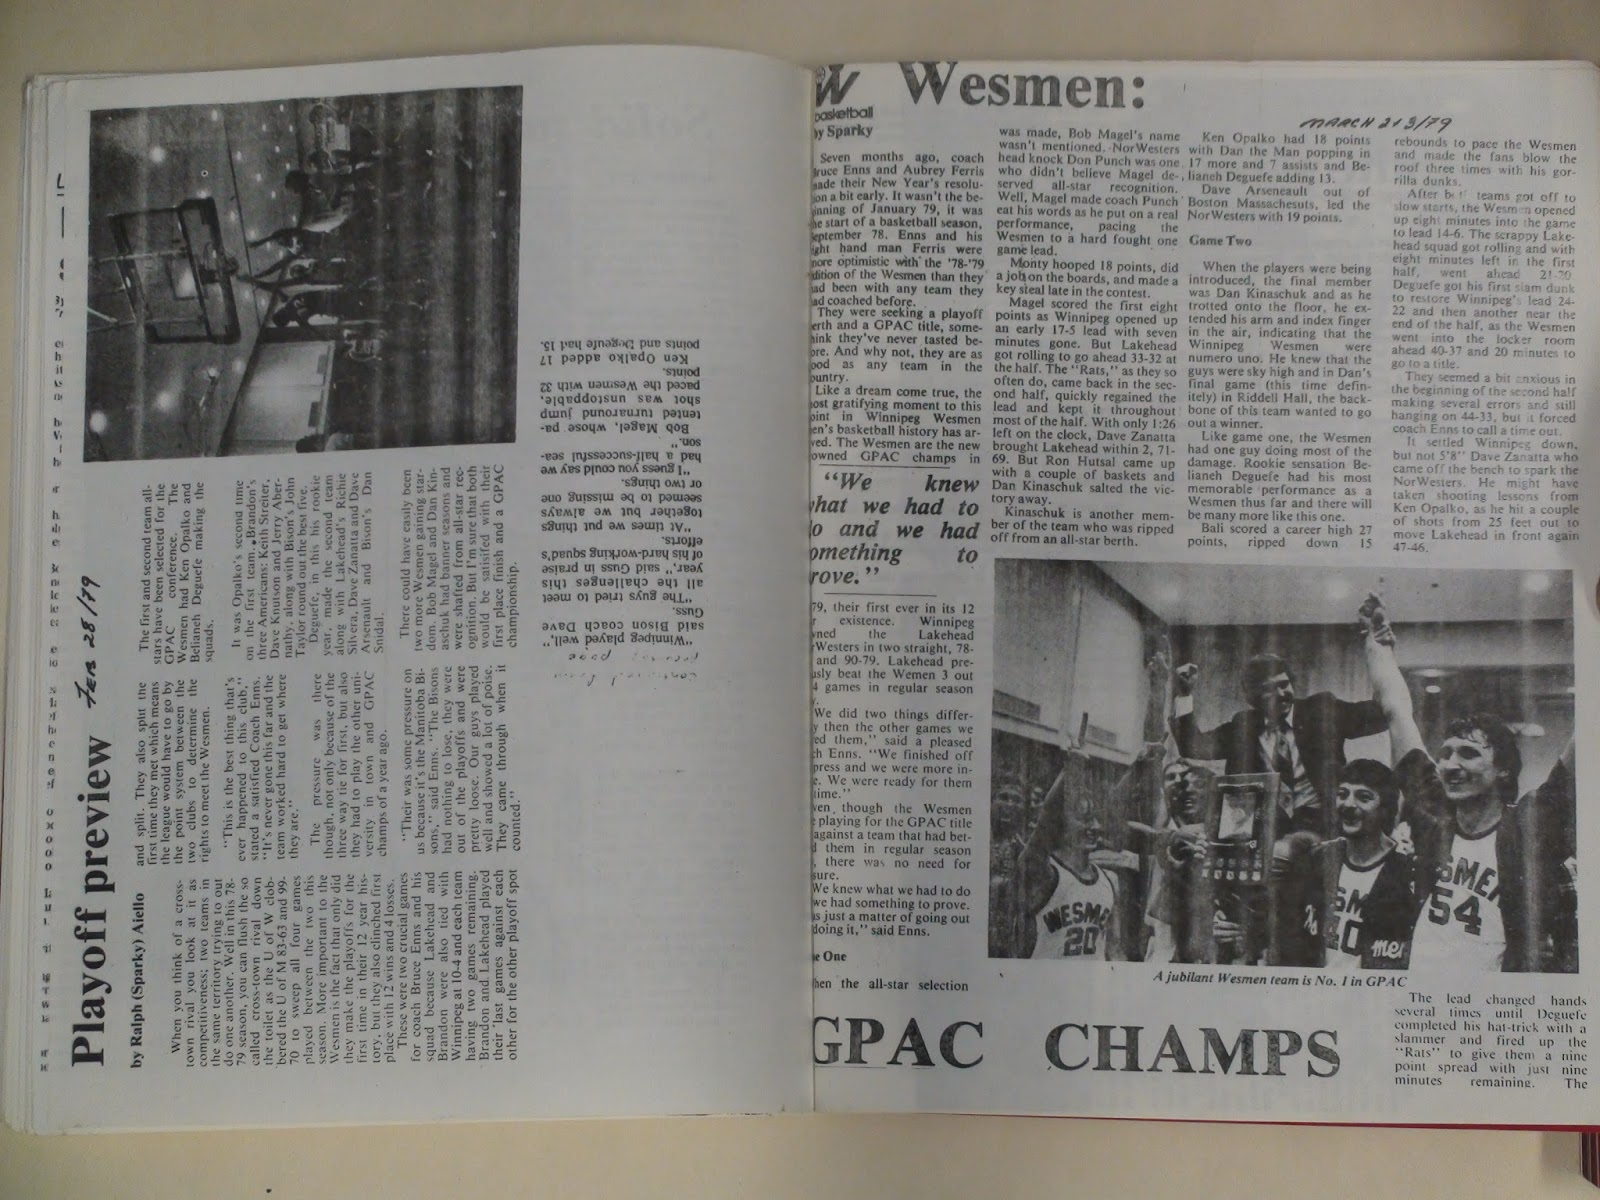 Playoff preview
FEB 28/79
by Ralph (Sparky) Aiello
When you think of a cross-
town rival you look at it as
competitiveness; two teams in
the same territory trying to out
do one another. Well in this 78-
79 season, you can flush the so
called cross-town rival down
the toilet as the U of W clob-
bered the U of M 83-63 and 99-
70 to sweep all four games
played between the two this
season. More important to the
Wesmen is the fact that only did
they make the playoffs for the
first time in their 12 year his-
tory, but they also clinched first
place with 12 wins and 4 losses.
These were two crucial games
for coach Bruce Enns and his
squad because Lakehead and
Brandon were also tied with
Winnipeg at 10-4 and each team
having two games remaining.
Brandon and Lakehead played
their last games against each
other for the other playoff spot
and split. They also split the
first time they met which means
the league would have to go by
the point system between the
two clubs to determine the
rights to meet the Wesmen.
"This is the best thing that's
ever happened to this club,"
stated a satisfied Coach Enns.
"It's never gone this far and the
team worked hard to get where
they are."
The pressure was there
though, not only because of the
three way tie for first, but also
they had to play the other uni-
versity in town and GPAC
champs of a year ago.
"Their was some pressure on
us because it's the Manitoba Bi-
sons," said Enns. "The Bisons
had nothing to lose, they were
out of the playoffs and were
pretty loose. Our guys played
well and showed a lot of poise.
They came through when it
counted."
The first and second team all-
stars have been selected for the
GPAC conference. The
Wesmen had Ken Opalko and
Belianeh Deguefe making the
squads.
It was Opalko's second time
on the first team. Brandon's
three Americans: Keith Streiter,
Dave Knutson and Jerry Aber-
nathy, along with Bison's John
Taylor round out the best five.
Deguefe, in this his rookie
year, made the second team
along with Lakehead's Richie
Silvera, Dave Zanatta and Dave
Arsenault and Bison's Dan
Snidal.
There could have easily been
two more Wesmen gaining star-
dom. Bob Magel and Dan Kin-
aschuk had banner seasons and
were shafted from all-star rec-
ognition. But I'm sure that both
would be satisifed with their
first place finish and a GPAC
championship.
"Winnipeg played well,"
said Bison coach Dave
Guss.
"The guys tried to meet
all the challenges this
year," said Guss in praise
of his hard-working squad's
efforts.
"At times we put things
together but we always
seemed to be missing one
or two things.
"I guess you could say we
had a half-successful sea-
son."
Bob Magel, whose pa-
tented turnaround jump
shot was unstoppable,
paced the Wesmen with 32
points.
Ken Opalko added 17
points and Deguefe had 15.
W
basketball
by Sparky
Wesmen:
MARCH 2+3/79
Seven months ago, coach
Bruce Enns and Aubrey Ferris
made their New Year's resolu-
on a bit early. It wasn't the be-
inning of January 79, it was
he start of a basketball season,
eptember 78. Enns and his
ight hand man Ferris were
ore optimistic with the '78-'79
dition of the Wesmen than they
ad been with any team they
ad coached before.
They were seeking a playoff
erth and a GPAC title, some-
hink they've never tasted be-
ore. And why not, they are as
ood as any team in the
ountry.
Like a dream come true, the
ost gratifying moment to this
oint in Winnipeg Wesmen
en's basketball history has ar-
ved. The Wesmen are the new
owned GPAC champs in
"We knew
hat we had to
o and we had
omething to
rove."
79, their first ever in its 12
r existence. Winnipeg
wned the Lakehead
Westers in two straight, 78-
and 90-79. Lakehead pre-
usly beat the Wemen 3 out
4 games in regular season
y.
We did two things differ-
y then the other games we
ed them," said a pleased
ch Enns. "We finished off
press and we were more in-
e. We were ready for them
time."
ven, though the Wesmen
e playing for the GPAC title
against a team that had bet-
d them in regular season
, there was no need for
sure.
We knew what we had to do
we had something to prove.
s just a matter of going out
doing it," said Enns.
e One
hen the all-star selection
was made, Bob Magel's name
wasn't mentioned. NorWesters
head knock Don Punch was one
who didn't believe Magel de-
served all-star recognition.
Well, Magel made coach Punch
eat his words as he put on a real
performance, pacing the
Wesmen to a hard fought one
game lead.
Monty hooped 18 points, did
a job on the boards, and made a
key steal late in the contest.
Magel scored the first eight
points as Winnipeg opened up
an early 17-5 lead with seven
minutes gone. But Lakehead
got rolling to go ahead 33-32 at
the half. The "Rats," as they so
often do, came back in the sec-
ond half, quickly regained the
lead and kept it throughout
most of the half. With only 1:26
left on the clock, Dave Zanatta
brought Lakehead within 2, 71-
69. But Ron Hutsal came up
with a couple of baskets and
Dan Kinaschuk salted the vic-
tory away.
Kinaschuk is another mem-
ber of the team who was ripped
off from an all-star berth.
Ken Opalko had 18 points
with Dan the Man popping in
17 more and 7 assists and Be-
lianeh Deguefe adding 13.
Dave Arseneault out of
Boston Massachesuts, led the
NorWesters with 19 points.
Game Two
When the players were being
introduced, the final member
was Dan Kinaschuk and as he
trotted onto the floor, he ex-
tended his arm and index finger
in the air, indicating that the
Winnipeg Wesmen were
numero uno. He knew that the
guys were sky high and in Dan's
final game (this time defin-
itely) in Riddell Hall, the back-
bone of this team wanted to go
out a winner.
Like game one, the Wesmen
had one guy doing most of the
damage. Rookie sensation Be-
lianeh Deguefe had his most
memorable performance as a
Wesmen thus far and there will
be many more like this one.
Bali scored a career high 27
points, ripped down 15
rebounds to pace the Wesmen
and made the fans blow the
roof three times with his gor-
rilla dunks.
After both teams got off to
slow starts, the Wesmen opened
up eight minutes into the game
to lead 14-6. The scrappy Lake-
head squad got rolling and with
eight minutes left in the first
half, went ahead 21-20
Deguefe got his first slam dunk
to restore Winnipeg's lead 24-
22 and then another near the
end of the half, as the Wesmen
went into the locker room
ahead 40-37 and 20 minutes to
go to a title.
They seemed a bit anxious in
the beginning of the second half
making several errors and still
hanging on 44-33, but it forced
coach Enns to call a time out.
It settled Winnipeg down,
but not 5'8" Dave Zanatta who
came off the bench to spark the
NorWesters. He might have
taken shooting lessons from
Ken Opalko, as he hit a couple
of shots from 25 feet out to
move Lakehead in front again
47-46.
WESME
20
40
WESMEN
54
A jubilant Wesmen team is No. 1 in GPAC
GPAC CHAMPS
The lead changed hands
several times until Deguefe
completed his hat-trick with a
slammer and fired up the
"Rats" to give them a nine
point spread with just nine
minutes remaining. The